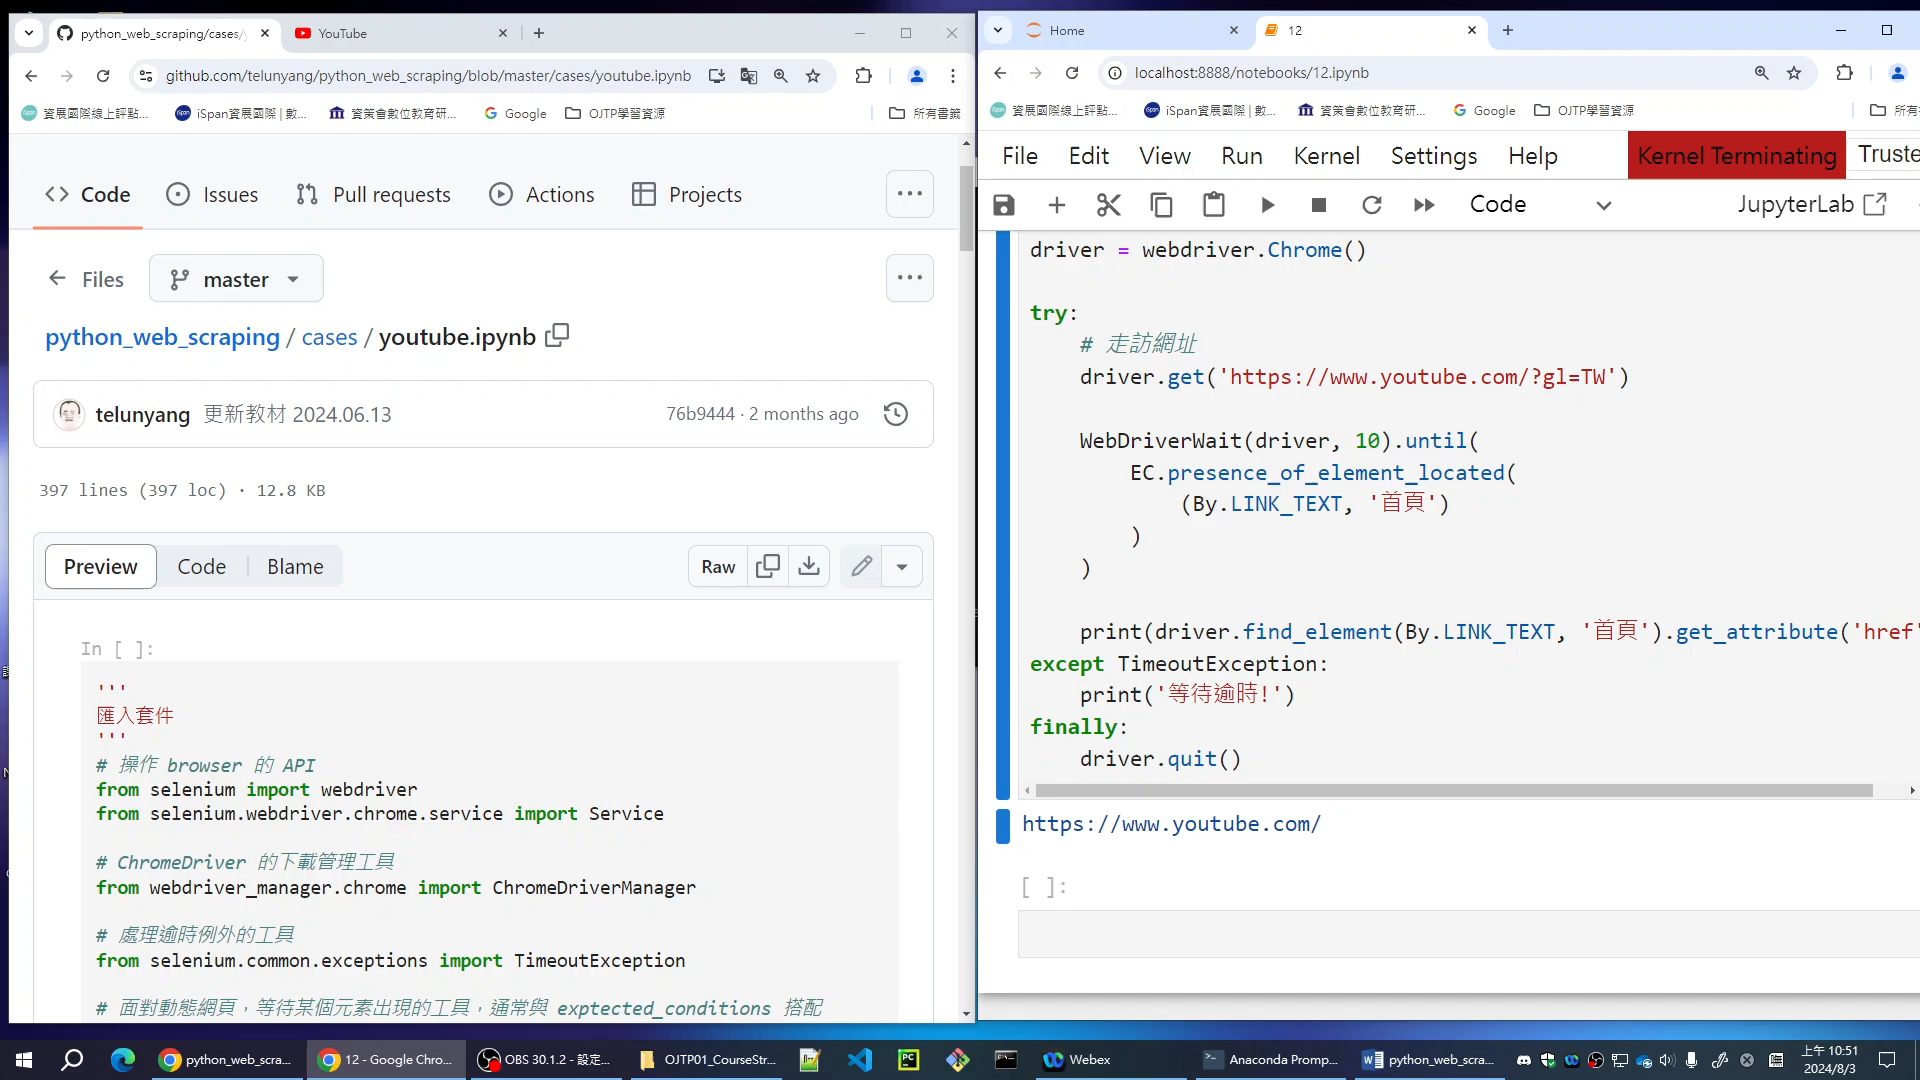 python_web_scraping/cases/y
YouTube
github.com/telunyang/python_web_scraping/blob/master/cases/youtube.ipynb
資展國際線上評點...
iSpan資展國際 | 數...
資策會數位教育研...
Google
OJTP學習資源
所有書籤
Code
Issues
Pull requests
Actions
Projects
Files
master
python_web_scraping / cases / youtube.ipynb
telunyang 更新教材 2024.06.13
76b9444 · 2 months ago
397 lines (397 loc) · 12.8 KB
Preview
Code
Blame
Raw
In [ ]:
'''
匯入套件
'''
# 操作 browser 的 API
from selenium import webdriver
from selenium.webdriver.chrome.service import Service
# ChromeDriver 的下載管理工具
from webdriver_manager.chrome import ChromeDriverManager
# 處理逾時例外的工具
from selenium.common.exceptions import TimeoutException
# 面對動態網頁，等待某個元素出現的工具，通常與 exptected_conditions 搭配
Home
12
localhost:8888/notebooks/12.ipynb
資展國際線上評點...
iSpan資展國際 | 數...
資策會數位教育研...
Google
OJTP學習資源
所有
File
Edit
View
Run
Kernel
Settings
Help
Kernel Terminating
Truste
Code
JupyterLab
driver = webdriver.Chrome()
try:
# 走訪網址
driver.get('https://www.youtube.com/?gl=TW')
WebDriverWait(driver, 10).until(
EC.presence_of_element_located(
(By.LINK_TEXT, '首頁')
)
)
print(driver.find_element(By.LINK_TEXT, '首頁').get_attribute('href'
except TimeoutException:
print('等待逾時!')
finally:
driver.quit()
https://www.youtube.com/
[ ]:
python_web_scra...
12 - Google Chro...
OBS 30.1.2 - 設定...
OJTP01_CourseStr...
Webex
Anaconda Promp...
python_web_scra...
上午 10:51
2024/8/3